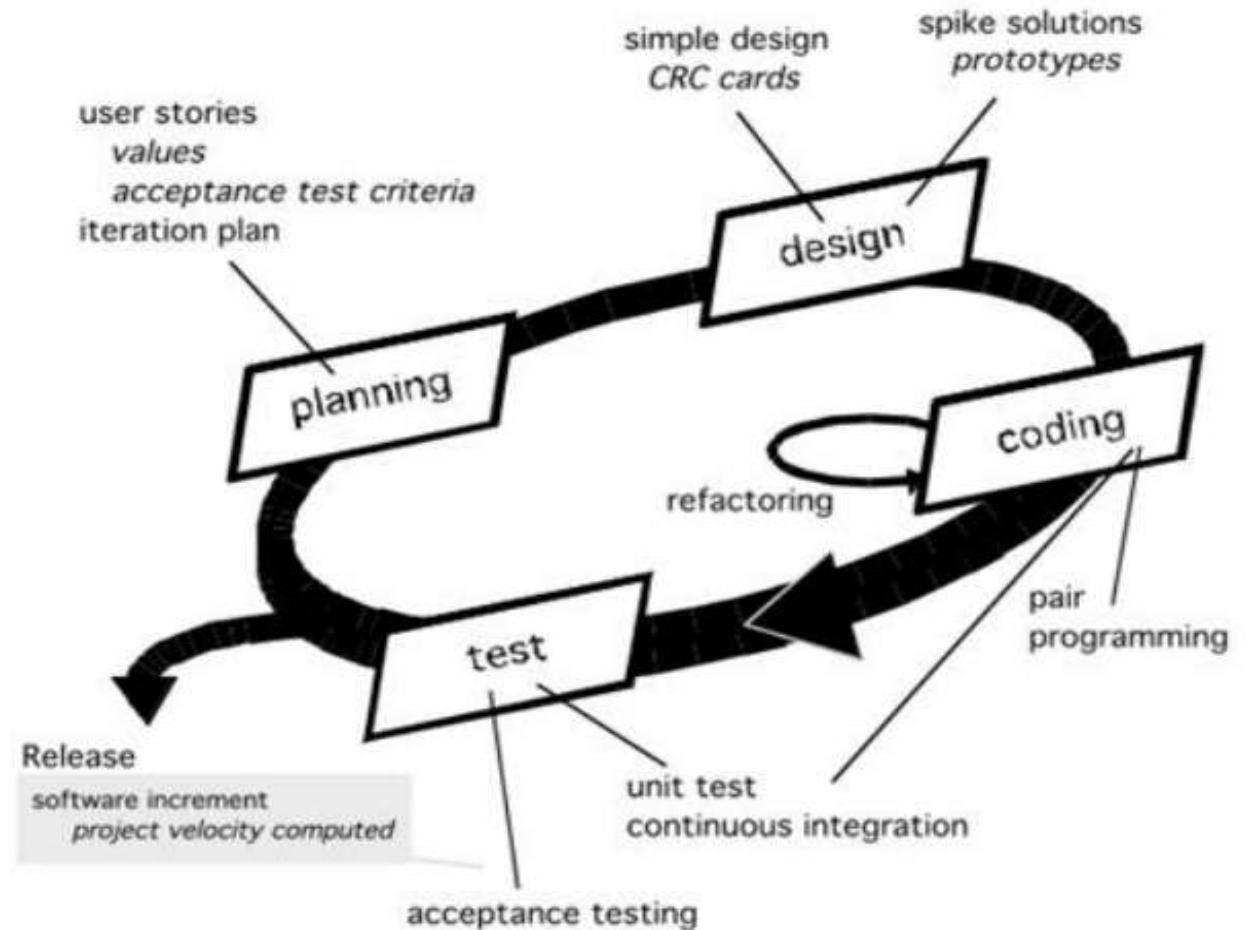 simple design
CRC cards
spike solutions
prototypes
user stories
values
acceptance test criteria
iteration plan
design
planning
coding
refactoring
pair
programming
test
Release
software increment
project velocity computed
unit test
continuous integration
acceptance testing